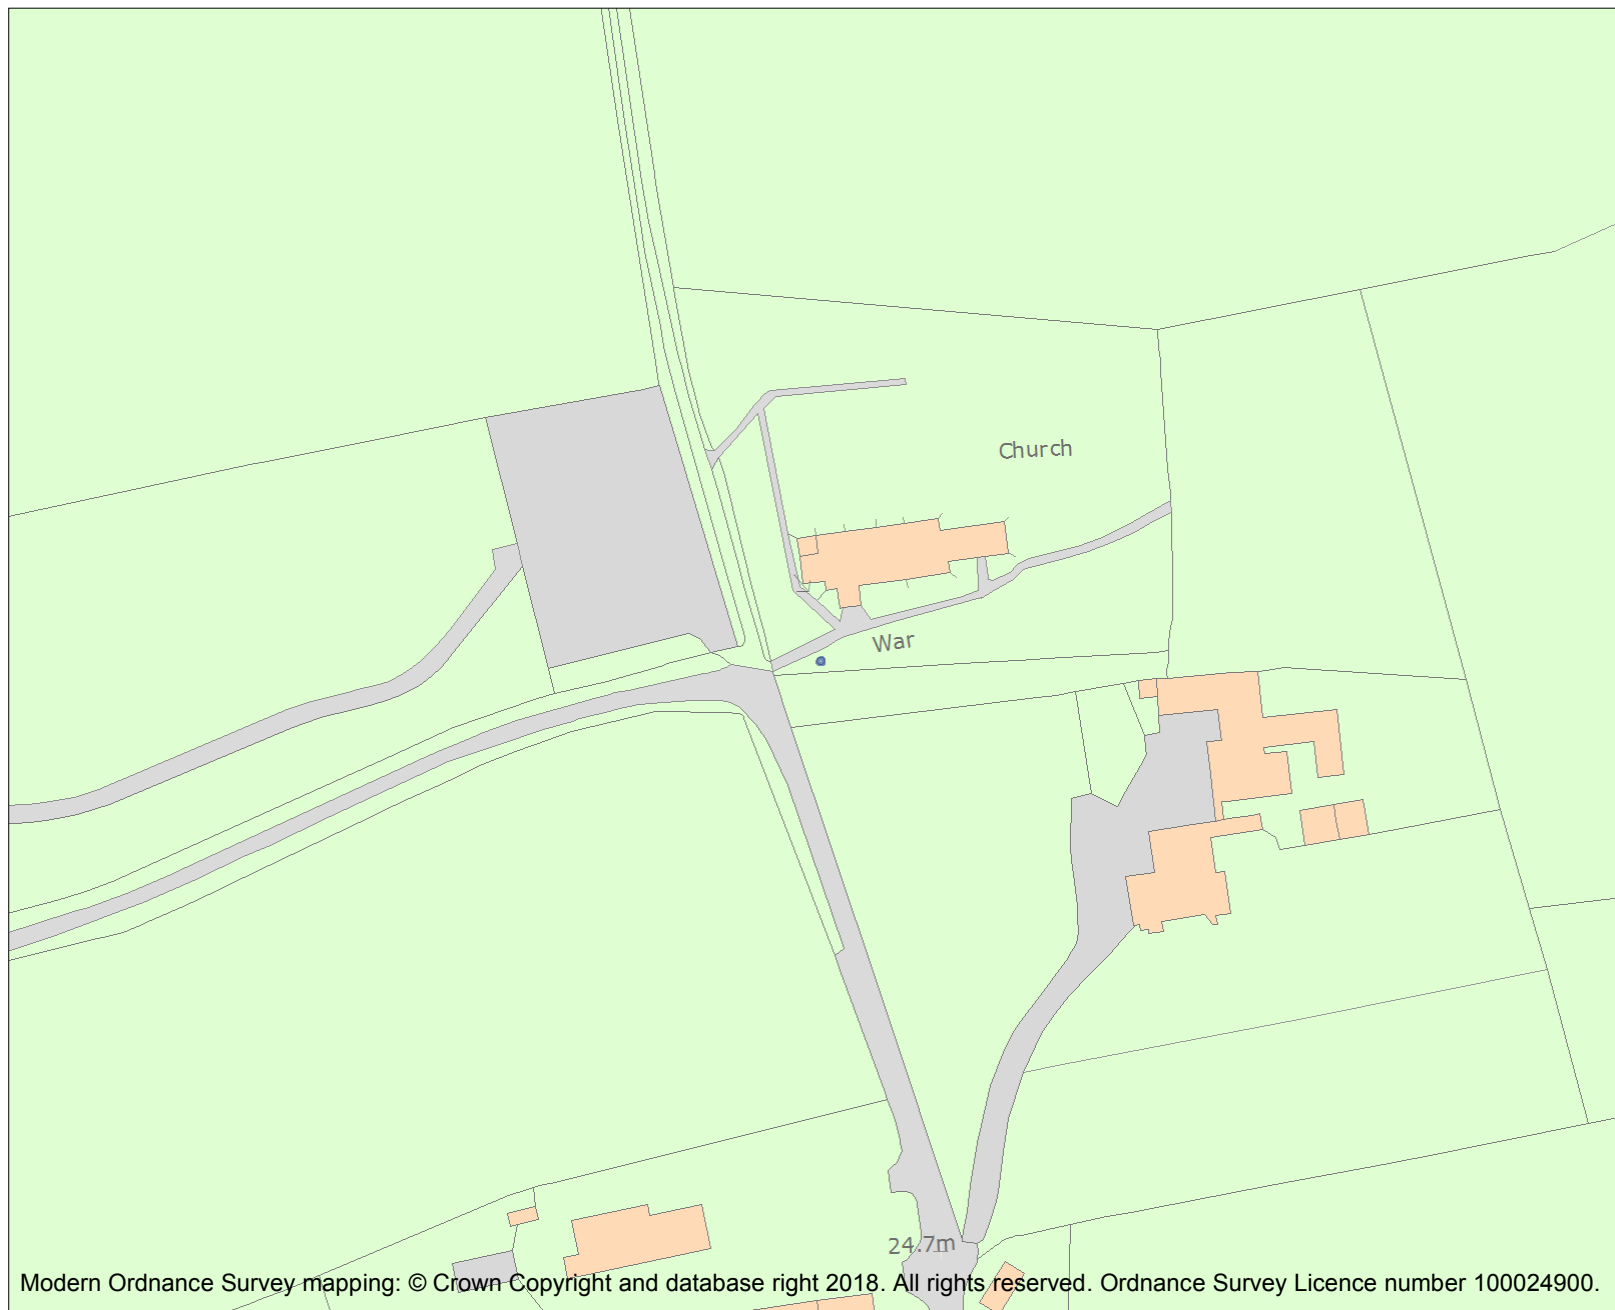 Church
War
24.7m
Modern Ordnance Survey mapping: © Crown Copyright and database right 2018. All rights reserved. Ordnance Survey Licence number 100024900.